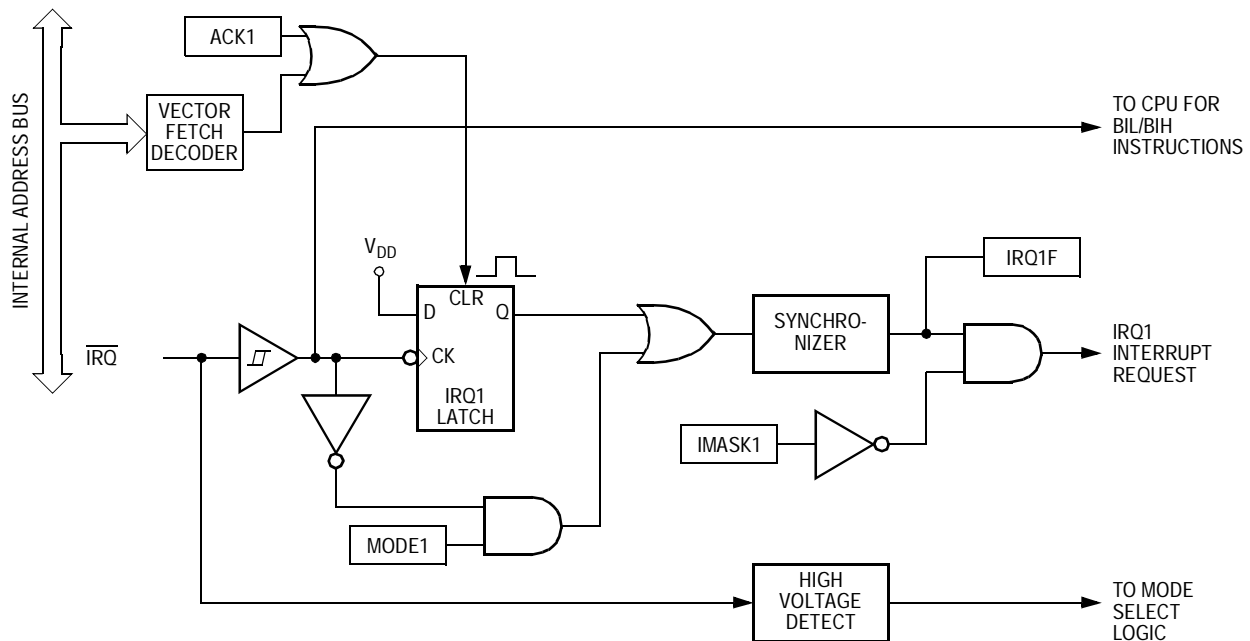 INTERNAL ADDRESS BUS
ACK1
VECTOR
FETCH
DECODER
TO CPU FOR
BIL/BIH
INSTRUCTIONS
VDD
CLR
D
Q
CK
IRQ1
LATCH
IRQ
SYNCHRO-
NIZER
IRQ1F
IRQ1
INTERRUPT
REQUEST
IMASK1
MODE1
HIGH
VOLTAGE
DETECT
TO MODE
SELECT
LOGIC